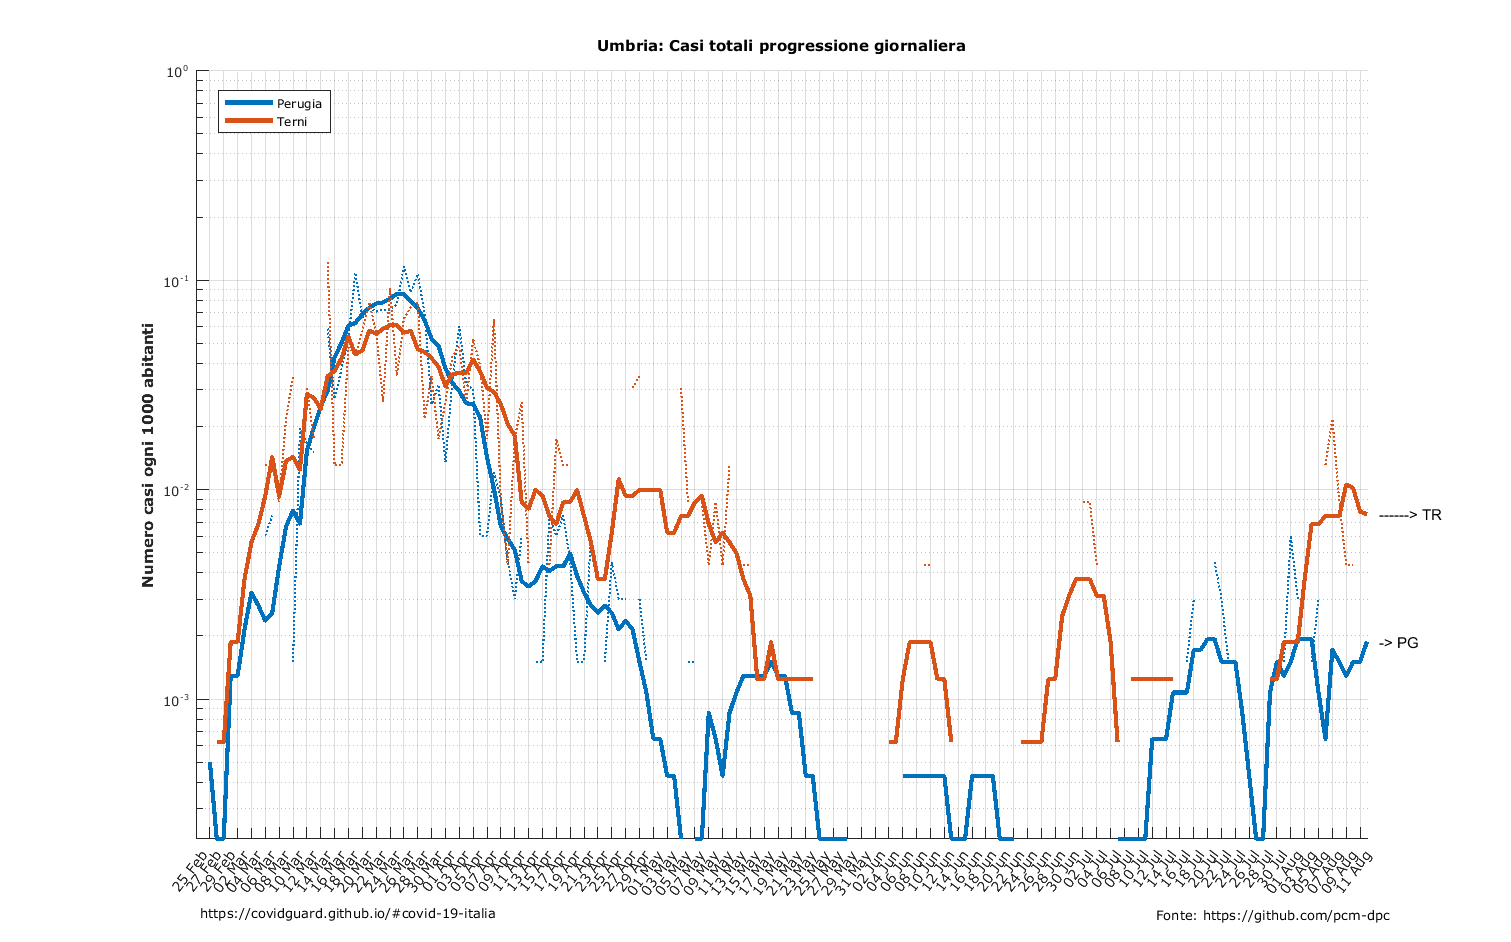 Umbria: Casi totali progressione giornaliera
10⁰
10⁻¹
10⁻²
10⁻³
Numero casi ogni 1000 abitanti
Perugia
Terni
------> TR
-> PG
25 Feb
27 Feb
29 Feb
02 Mar
04 Mar
06 Mar
08 Mar
10 Mar
12 Mar
14 Mar
16 Mar
18 Mar
20 Mar
22 Mar
24 Mar
26 Mar
28 Mar
30 Mar
01 Apr
03 Apr
05 Apr
07 Apr
09 Apr
11 Apr
13 Apr
15 Apr
17 Apr
19 Apr
21 Apr
23 Apr
25 Apr
27 Apr
29 Apr
01 May
03 May
05 May
07 May
09 May
11 May
13 May
15 May
17 May
19 May
21 May
23 May
25 May
27 May
29 May
31 May
02 Jun
04 Jun
06 Jun
08 Jun
10 Jun
12 Jun
14 Jun
16 Jun
18 Jun
20 Jun
22 Jun
24 Jun
26 Jun
28 Jun
30 Jun
02 Jul
04 Jul
06 Jul
08 Jul
10 Jul
12 Jul
14 Jul
16 Jul
18 Jul
20 Jul
22 Jul
24 Jul
26 Jul
28 Jul
30 Jul
01 Aug
03 Aug
05 Aug
07 Aug
09 Aug
11 Aug
https://covidguard.github.io/#covid-19-italia
Fonte: https://github.com/pcm-dpc